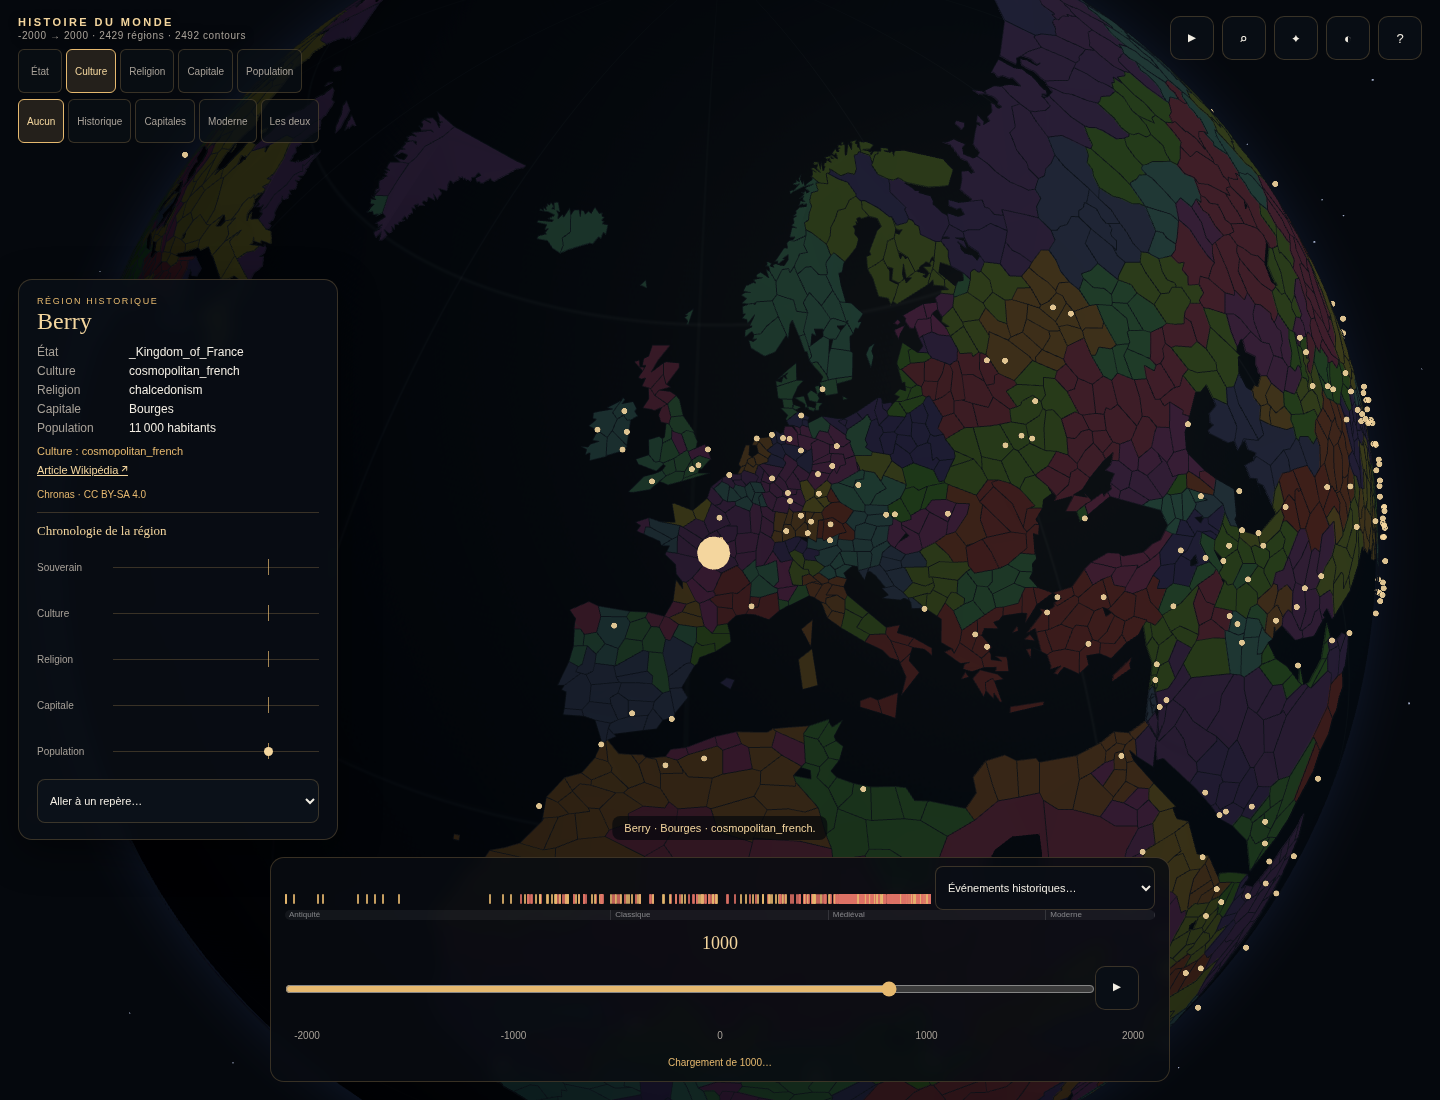 HISTOIRE DU MONDE
-2000 → 2000 · 2429 régions · 2492 contours
État
Culture
Religion
Capitale
Population
Aucun
Historique
Capitales
Moderne
Les deux
?
RÉGION HISTORIQUE
Berry
État _Kingdom_of_France
Culture cosmopolitan_french
Religion chalcedonism
Capitale Bourges
Population 11 000 habitants
Culture : cosmopolitan_french
Article Wikipédia ↗
Chronas · CC BY-SA 4.0
Chronologie de la région
Souverain
Culture
Religion
Capitale
Population
Aller à un repère…
Berry · Bourges · cosmopolitan_french.
Événements historiques…
Antiquité
Classique
Médiéval
Moderne
1000
-2000
-1000
0
1000
2000
Chargement de 1000…